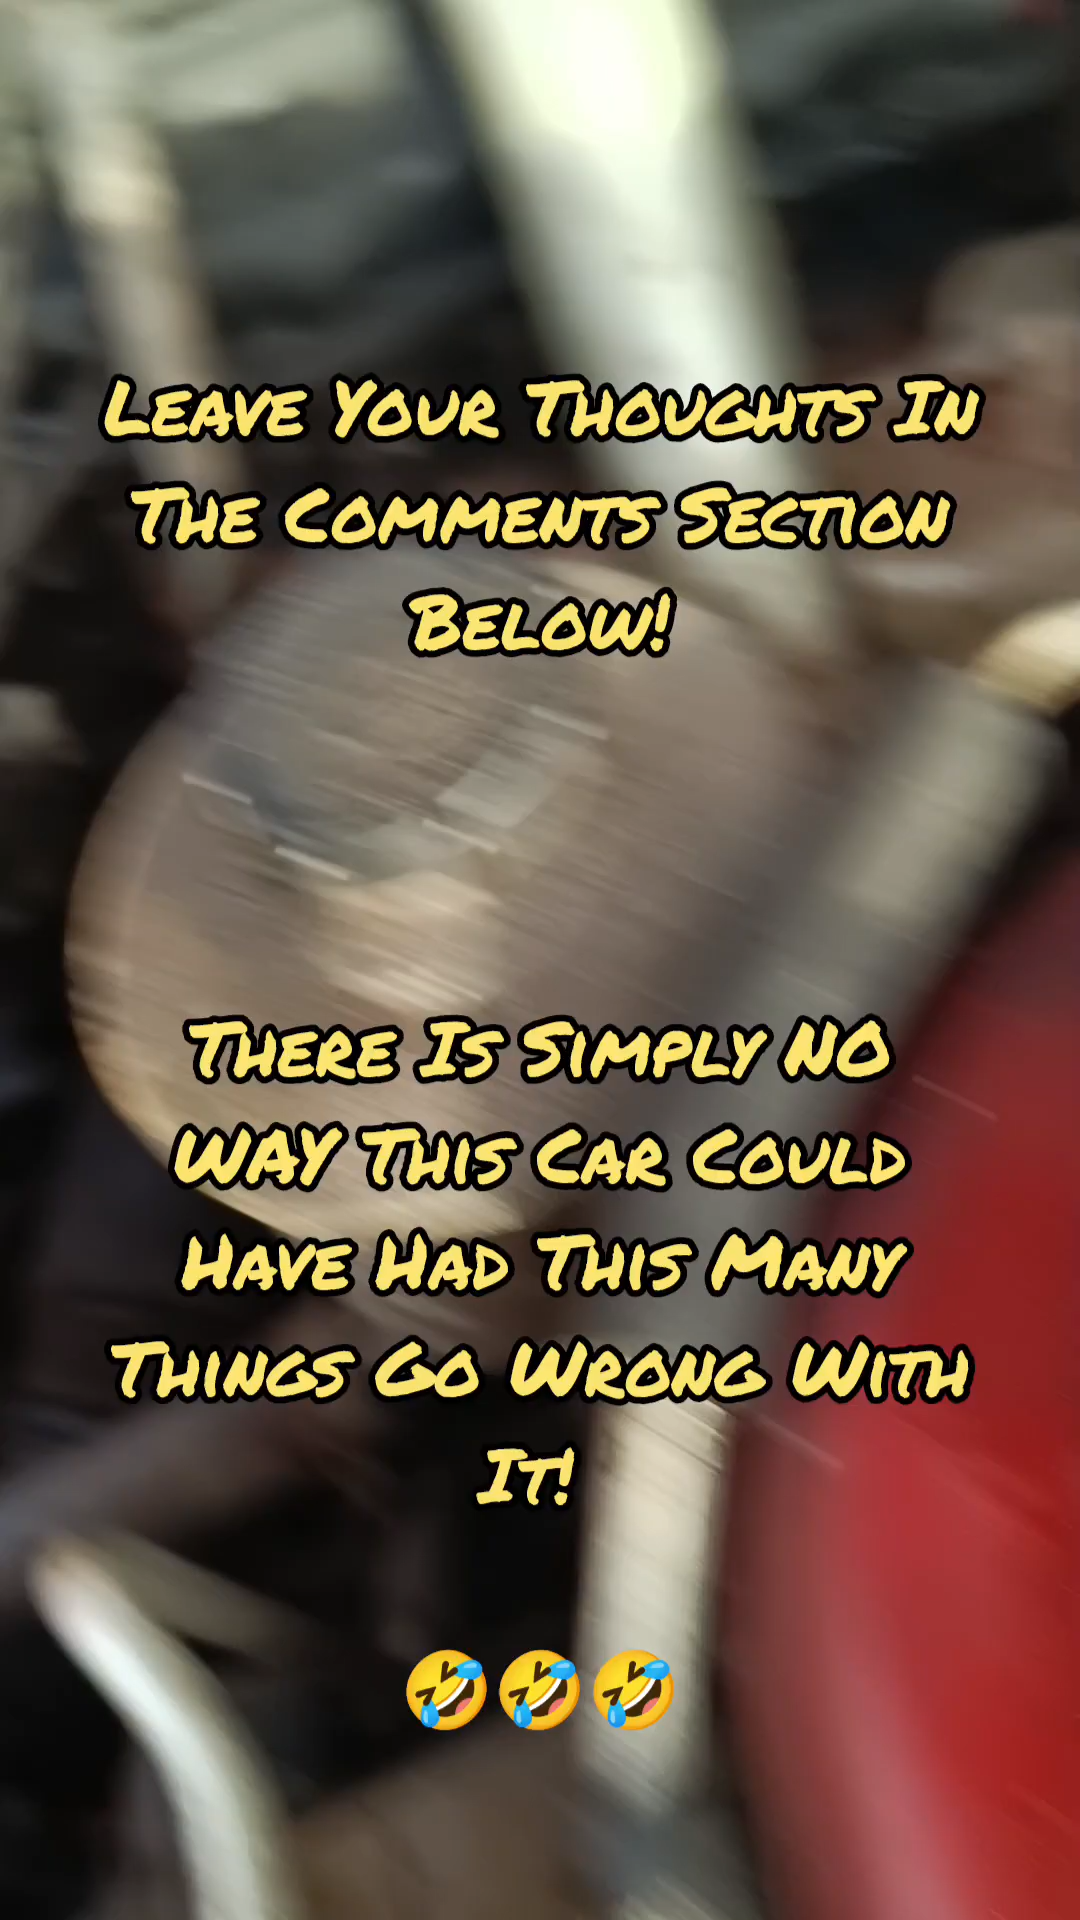 Leave Your Thoughts In
The Comments Section
Below!
There Is Simply NO
WAY This Car Could
Have Had This Many
Things Go Wrong With
It!
🤣🤣🤣